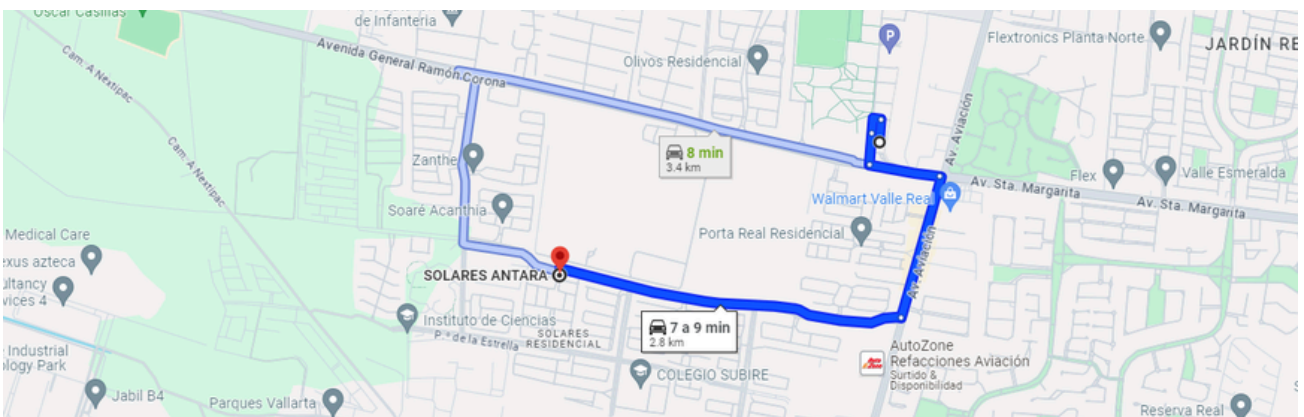 Oscar Casillas
de Infantería
Flextronics Planta Norte
JARDÍN RE
Avenida General Ramón Corona
Olivos Residencial
P
Cam. A Nextipac
Av. Aviación
8 min
3.4 km
Zanthe
Flex
Valle Esmeralda
Av. Sta. Margarita
Av. Sta. Margarita
Walmart Valle Real
Cam. A Nextipac
Soaré Acanthia
Porta Real Residencial
Medical Care
exus azteca
ultancy
vices 4
SOLARES ANTARA
Av. Aviación
Instituto de Ciencias
P.º de la Estrella
SOLARES
RESIDENCIAL
7 a 9 min
2.8 km
Industrial
ology Park
AutoZone
Refacciones Aviación
Surtido &
Disponibilidad
COLEGIO SUBIRE
Jabil B4
Parques Vallarta
Reserva Real